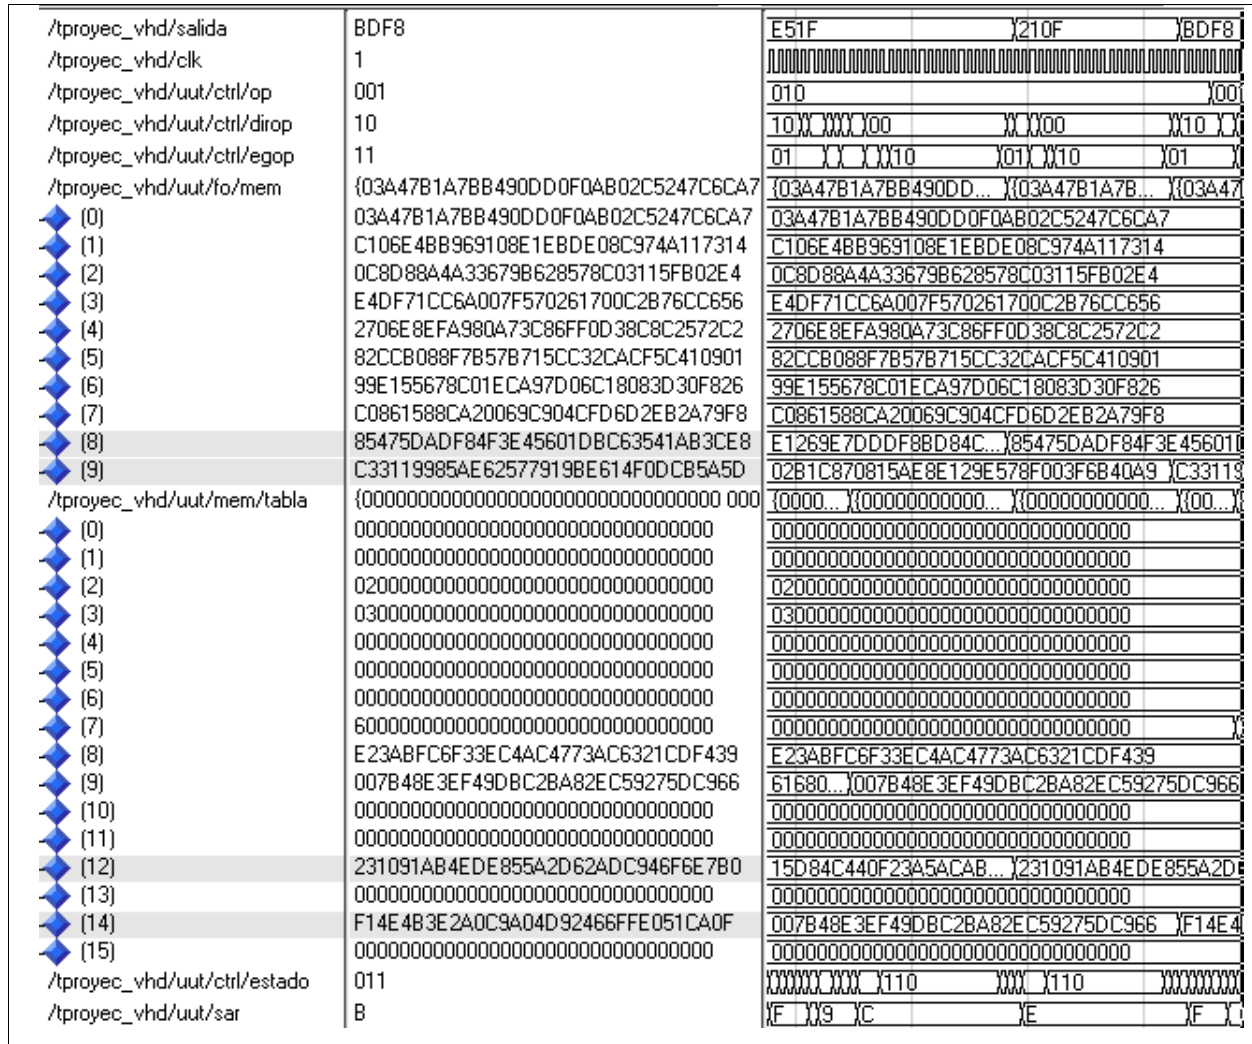 /tproyec_vhd/salida BDF8 E51F 210F BDF8
/tproyec_vhd/clk 1
/tproyec_vhd/uut/ctrl/op 001 010 001
/tproyec_vhd/uut/ctrl/dirop 10 10 00 00 10
/tproyec_vhd/uut/ctrl/egop 11 01 10 01 10 01
/tproyec_vhd/uut/fo/mem {03A47B1A7BB490DD0F0AB02C5247C6CA7 {03A47B1A7BB490DD... {03A47B1A7B... {03A47
(0) 03A47B1A7BB490DD0F0AB02C5247C6CA7 03A47B1A7BB490DD0F0AB02C5247C6CA7
(1) C106E4BB969108E1EBDE08C974A117314 C106E4BB969108E1EBDE08C974A117314
(2) 0C8D88A4A33679B628578C03115FB02E4 0C8D88A4A33679B628578C03115FB02E4
(3) E4DF71CC6A007F570261700C2B76CC656 E4DF71CC6A007F570261700C2B76CC656
(4) 2706E8EFA980A73C86FF0D38C8C2572C2 2706E8EFA980A73C86FF0D38C8C2572C2
(5) 82CCB088F7B57B715CC32CACF5C410901 82CCB088F7B57B715CC32CACF5C410901
(6) 99E155678C01ECA97D06C18083D30F826 99E155678C01ECA97D06C18083D30F826
(7) C0861588CA20069C904CFD6D2EB2A79F8 C0861588CA20069C904CFD6D2EB2A79F8
(8) 85475DADF84F3E45601DBC63541AB3CE8 E1269E7DDDF8BD84C... 85475DADF84F3E45601
(9) C33119985AE62577919BE614F0DCB5A5D 02B1C870815AE8E129E578F003F6B40A9 C33119
/tproyec_vhd/uut/mem/tabla {00000000000000000000000000000000 000 {0000... {00000000000... {00000000000... {00...
(0) 00000000000000000000000000000000 00000000000000000000000000000000
(1) 00000000000000000000000000000000 00000000000000000000000000000000
(2) 02000000000000000000000000000000 02000000000000000000000000000000
(3) 03000000000000000000000000000000 03000000000000000000000000000000
(4) 00000000000000000000000000000000 00000000000000000000000000000000
(5) 00000000000000000000000000000000 00000000000000000000000000000000
(6) 00000000000000000000000000000000 00000000000000000000000000000000
(7) 60000000000000000000000000000000 00000000000000000000000000000000
(8) E23ABFC6F33EC4AC4773AC6321CDF439 E23ABFC6F33EC4AC4773AC6321CDF439
(9) 007B48E3EF49DBC2BA82EC59275DC966 61680... 007B48E3EF49DBC2BA82EC59275DC966
(10) 00000000000000000000000000000000 00000000000000000000000000000000
(11) 00000000000000000000000000000000 00000000000000000000000000000000
(12) 231091AB4EDE855A2D62ADC946F6E7B0 15D84C440F23A5ACAB... 231091AB4EDE855A2D
(13) 00000000000000000000000000000000 00000000000000000000000000000000
(14) F14E4B3E2A0C9A04D92466FFE051CA0F 007B48E3EF49DBC2BA82EC59275DC966 F14E4
(15) 00000000000000000000000000000000 00000000000000000000000000000000
/tproyec_vhd/uut/ctrl/estado 011 110 110
/tproyec_vhd/uut/sar B F 9 C E F